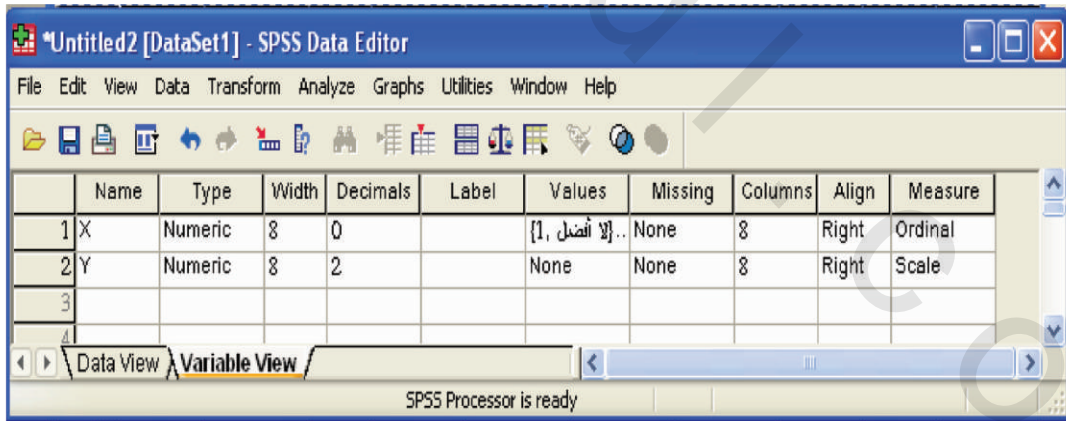 *Untitled2 [DataSet1] - SPSS Data Editor
File Edit View Data Transform Analyze Graphs Utilities Window Help
Name Type Width Decimals Label Values Missing Columns Align Measure
1 X Numeric 8 0 {1, لا أفضل}... None 8 Right Ordinal
2 Y Numeric 8 2 None None 8 Right Scale
3
4
Data View Variable View
SPSS Processor is ready